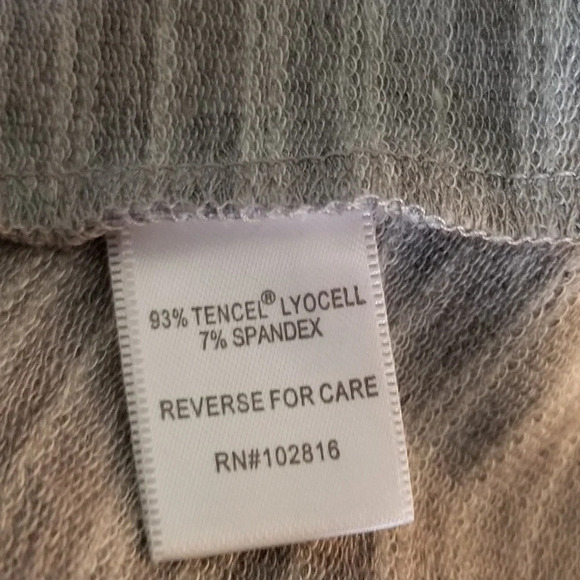 93% TENCEL® LYOCELL
7% SPANDEX
REVERSE FOR CARE
RN#102816